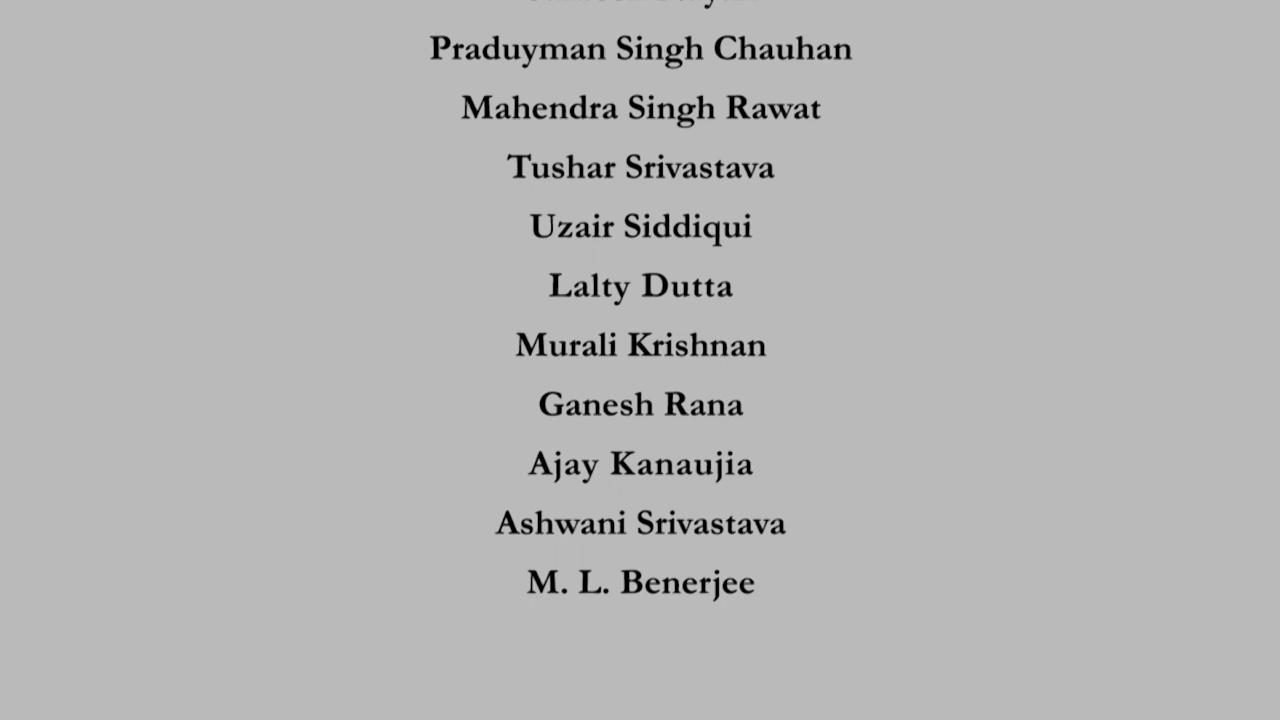 Praduyman Singh Chauhan
Mahendra Singh Rawat
Tushar Srivastava
Uzair Siddiqui
Lalty Dutta
Murali Krishnan
Ganesh Rana
Ajay Kanaujia
Ashwani Srivastava
M. L. Benerjee